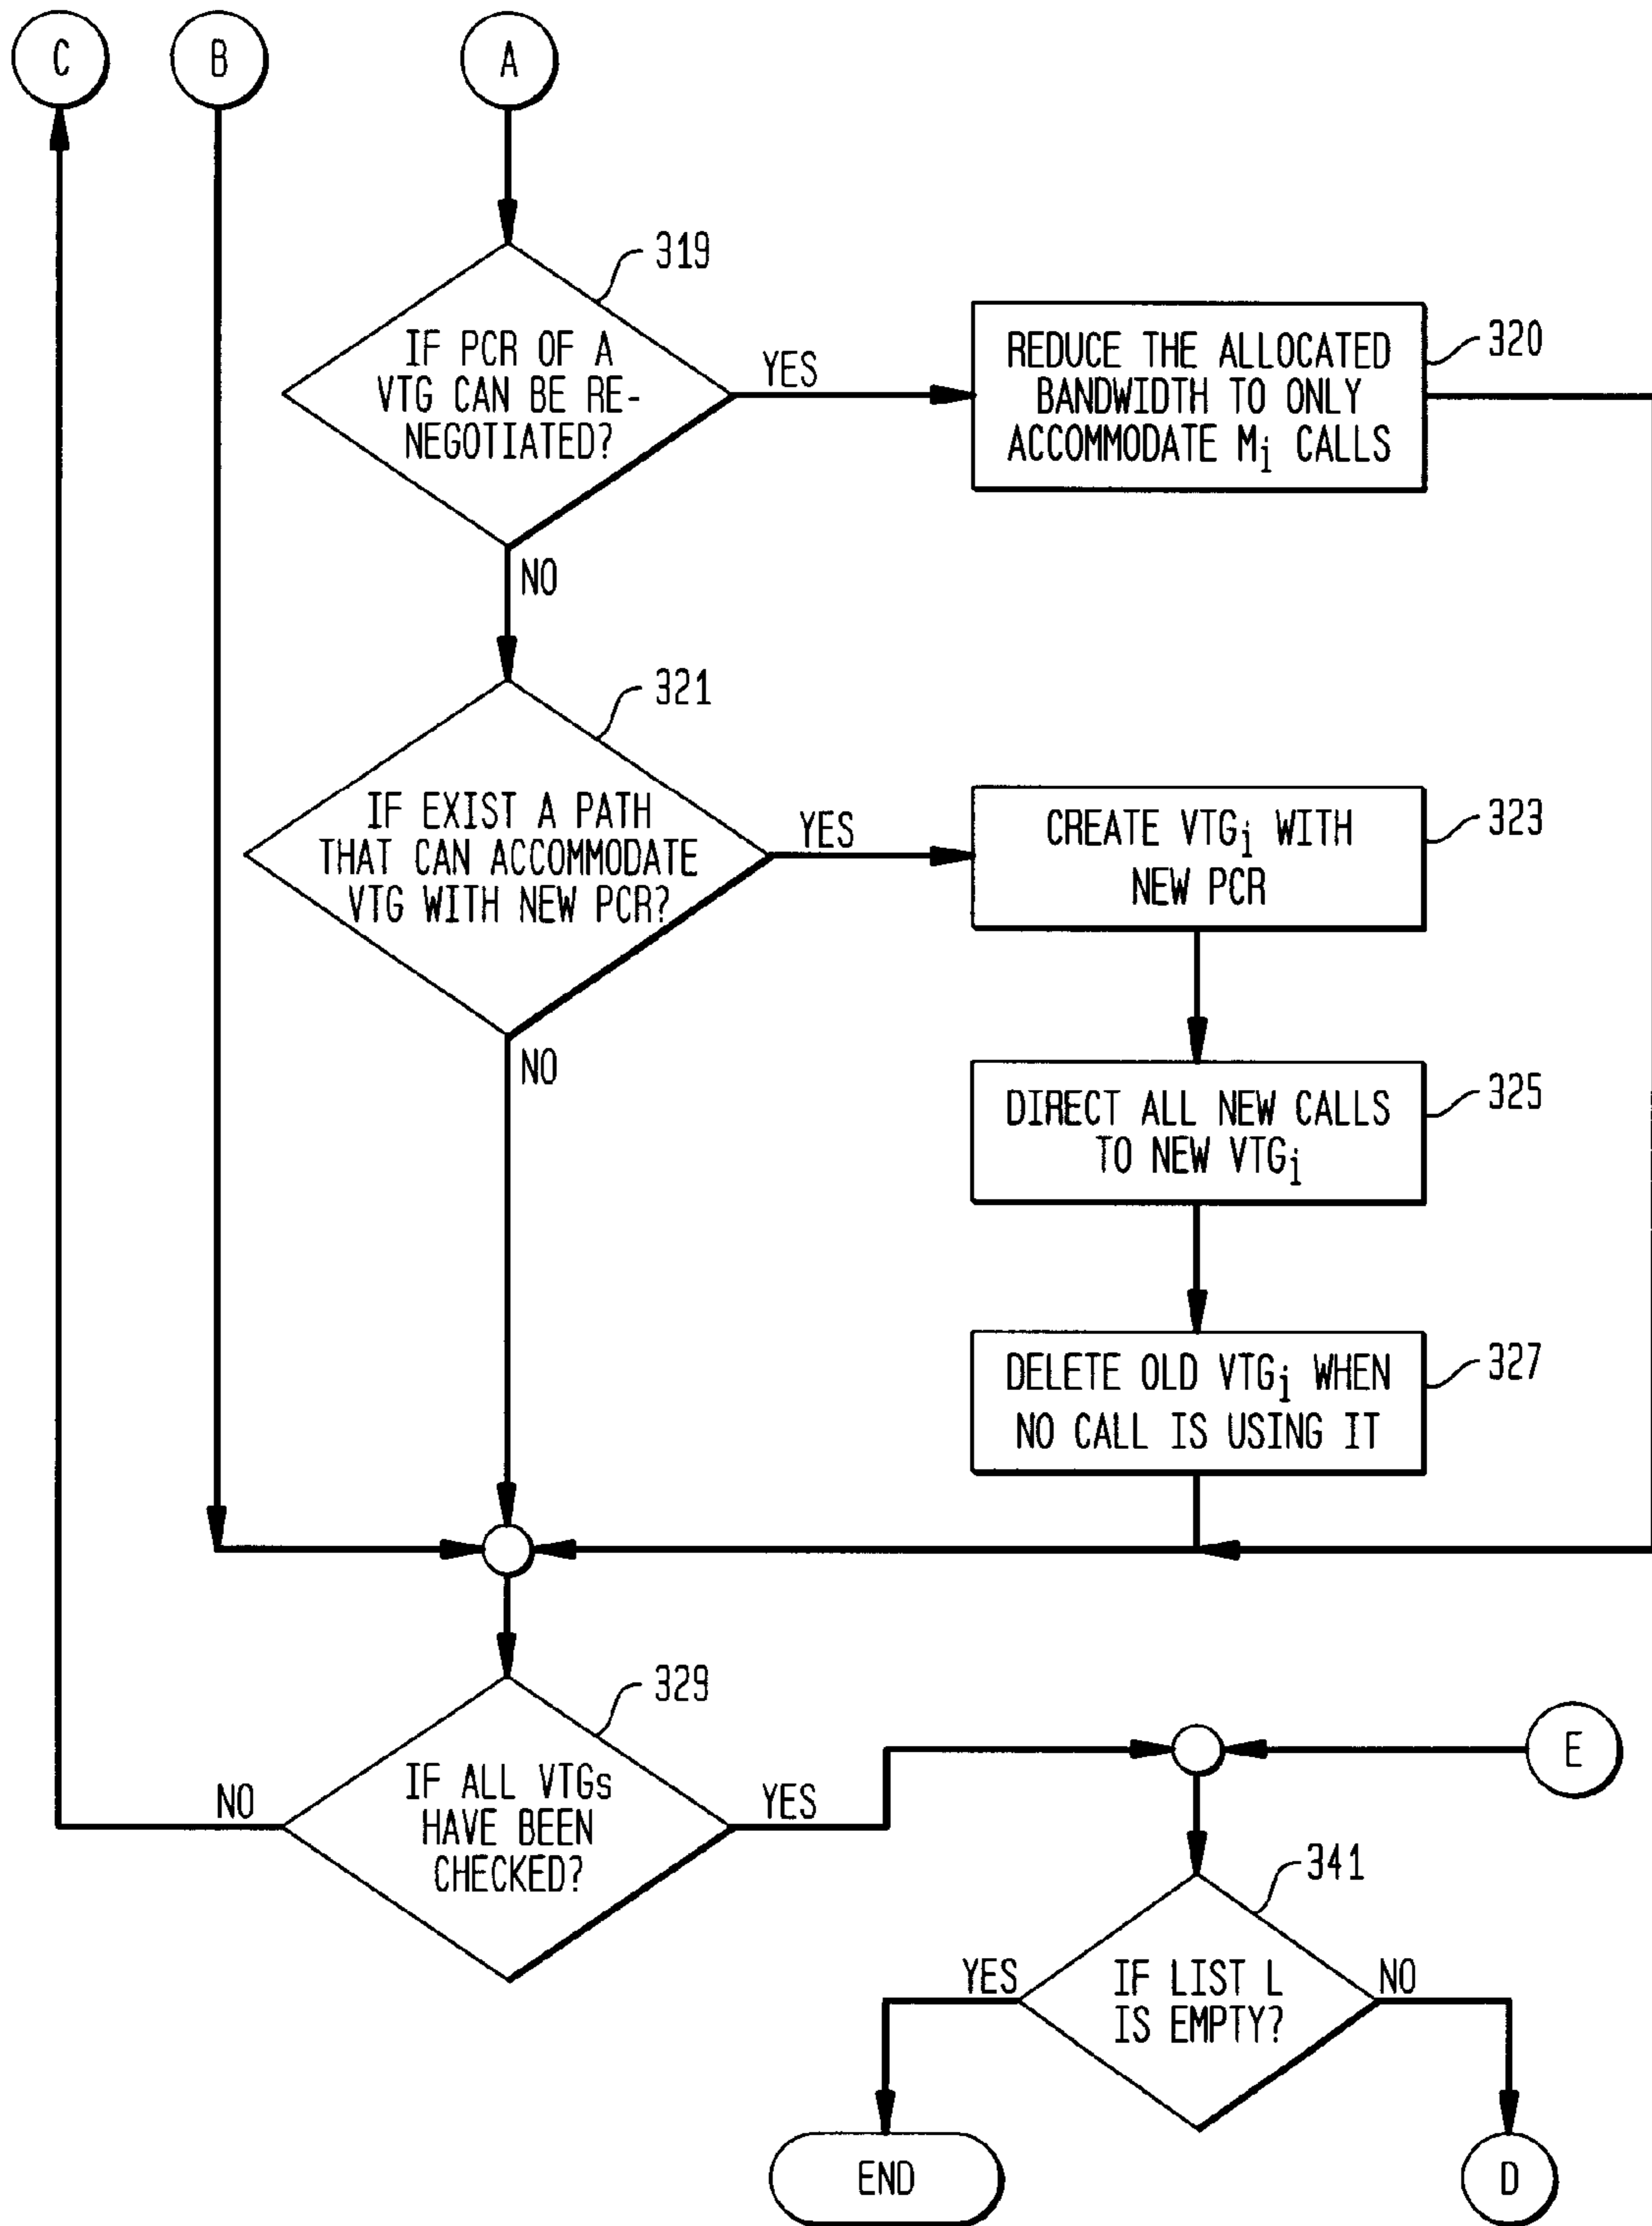 C
B
A
319
IF PCR OF A
VTG CAN BE RE-
NEGOTIATED?
YES
NO
REDUCE THE ALLOCATED
BANDWIDTH TO ONLY
ACCOMMODATE Mi CALLS
320
321
IF EXIST A PATH
THAT CAN ACCOMMODATE
VTG WITH NEW PCR?
YES
NO
CREATE VTGi WITH
NEW PCR
323
DIRECT ALL NEW CALLS
TO NEW VTGi
325
DELETE OLD VTGi WHEN
NO CALL IS USING IT
327
329
IF ALL VTGs
HAVE BEEN
CHECKED?
NO
YES
E
341
IF LIST L
IS EMPTY?
YES
NO
END
D